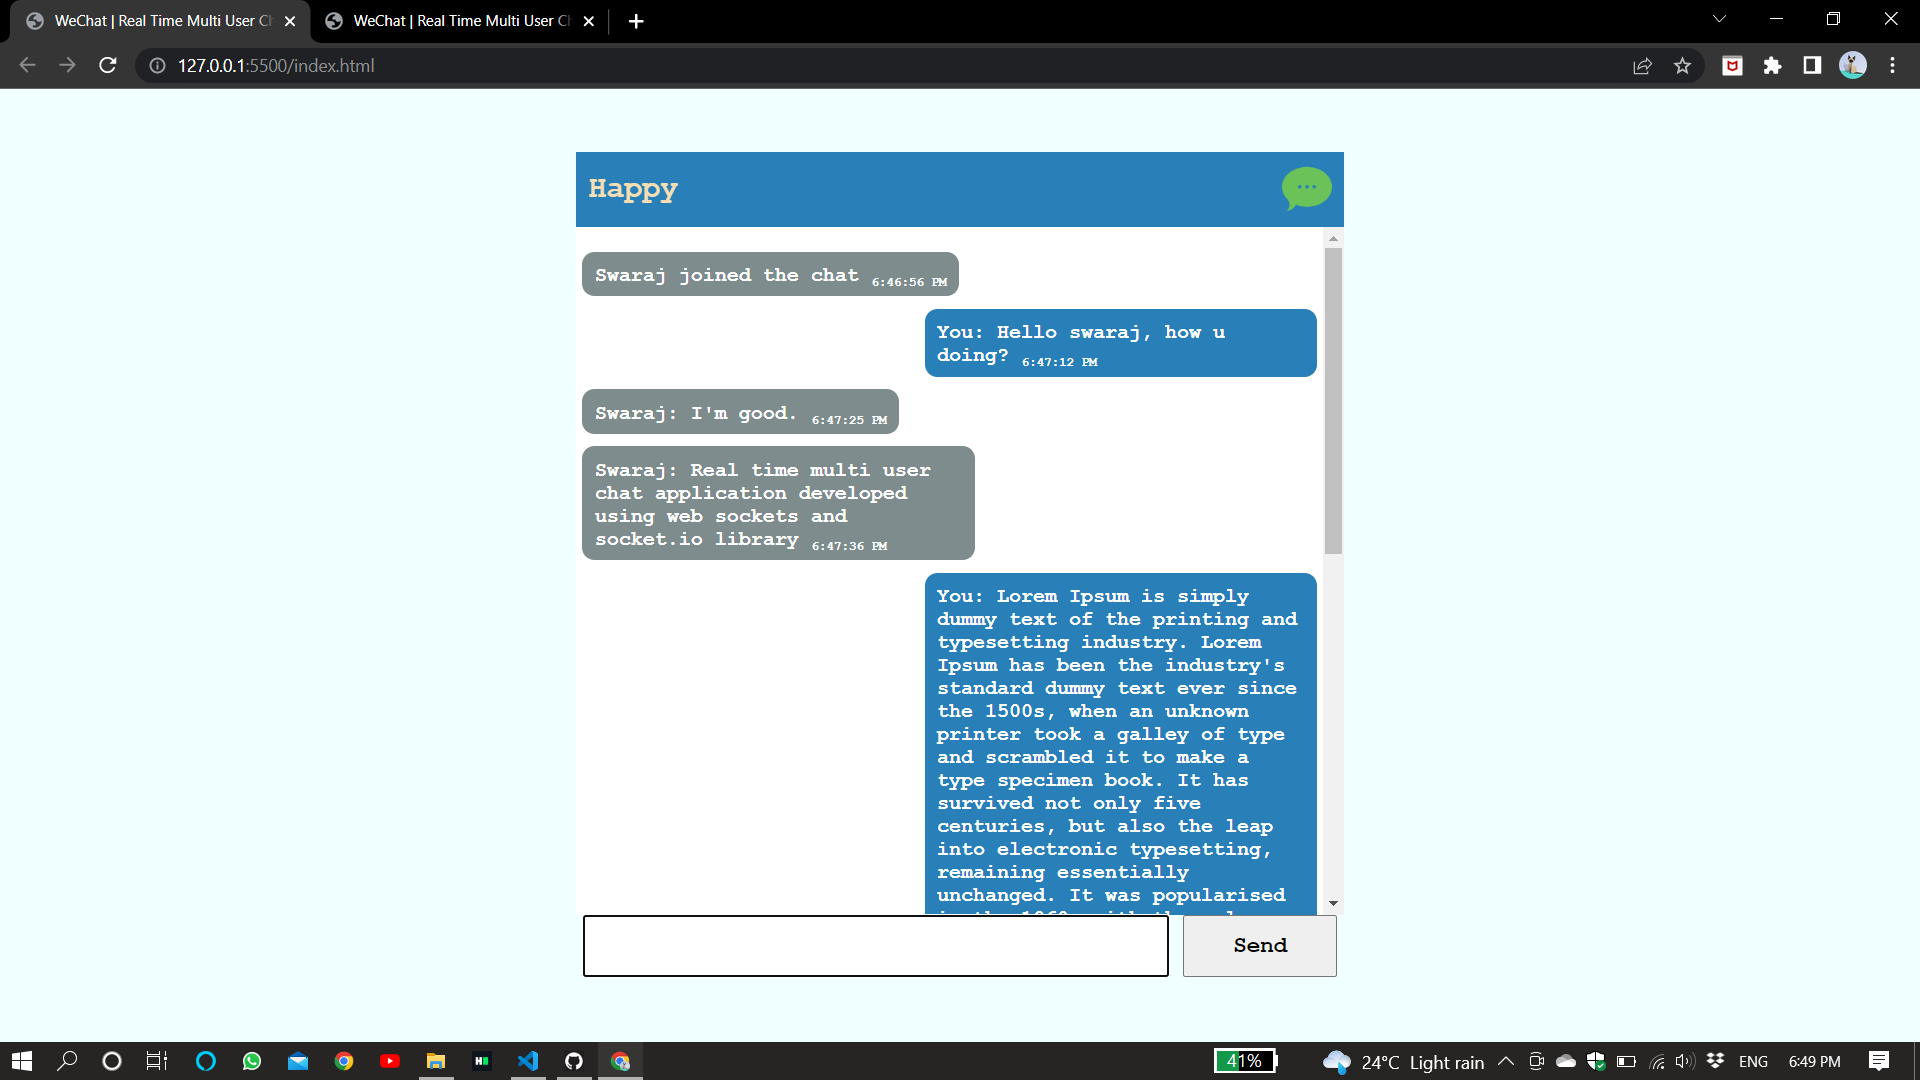 WeChat | Real Time Multi User Ch
WeChat | Real Time Multi User Ch
127.0.0.1:5500/index.html
Happy
Swaraj joined the chat 6:46:56 PM
You: Hello swaraj, how u
doing? 6:47:12 PM
Swaraj: I'm good. 6:47:25 PM
Swaraj: Real time multi user
chat application developed
using web sockets and
socket.io library 6:47:36 PM
You: Lorem Ipsum is simply
dummy text of the printing and
typesetting industry. Lorem
Ipsum has been the industry's
standard dummy text ever since
the 1500s, when an unknown
printer took a galley of type
and scrambled it to make a
type specimen book. It has
survived not only five
centuries, but also the leap
into electronic typesetting,
remaining essentially
unchanged. It was popularised
Send
41%
24°C Light rain
ENG
6:49 PM